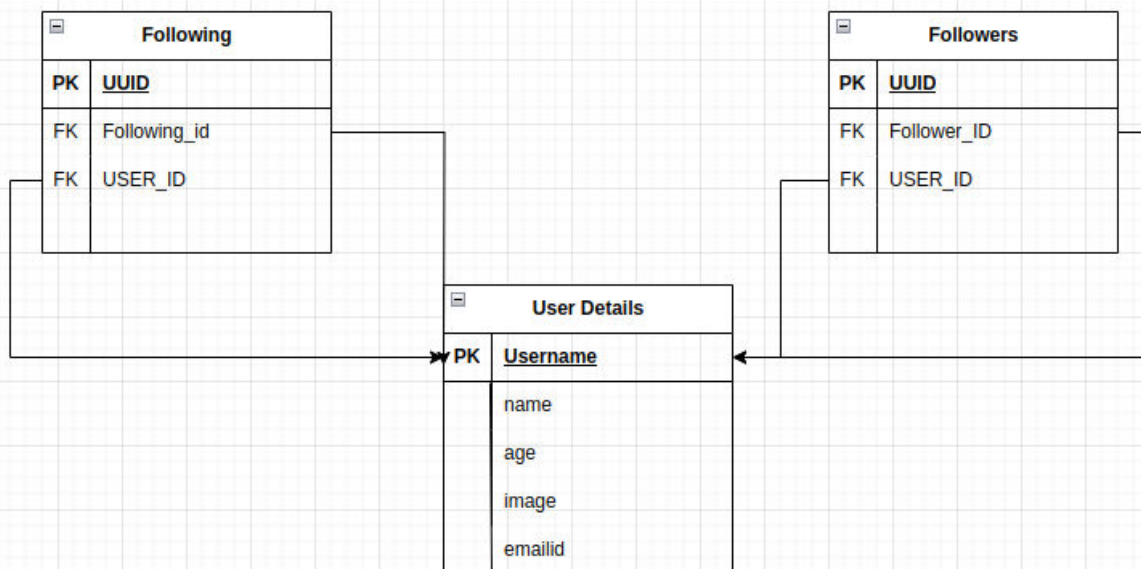 Following
PK UUID
FK Following_id
FK USER_ID
Followers
PK UUID
FK Follower_ID
FK USER_ID
User Details
PK Username
name
age
image
emailid